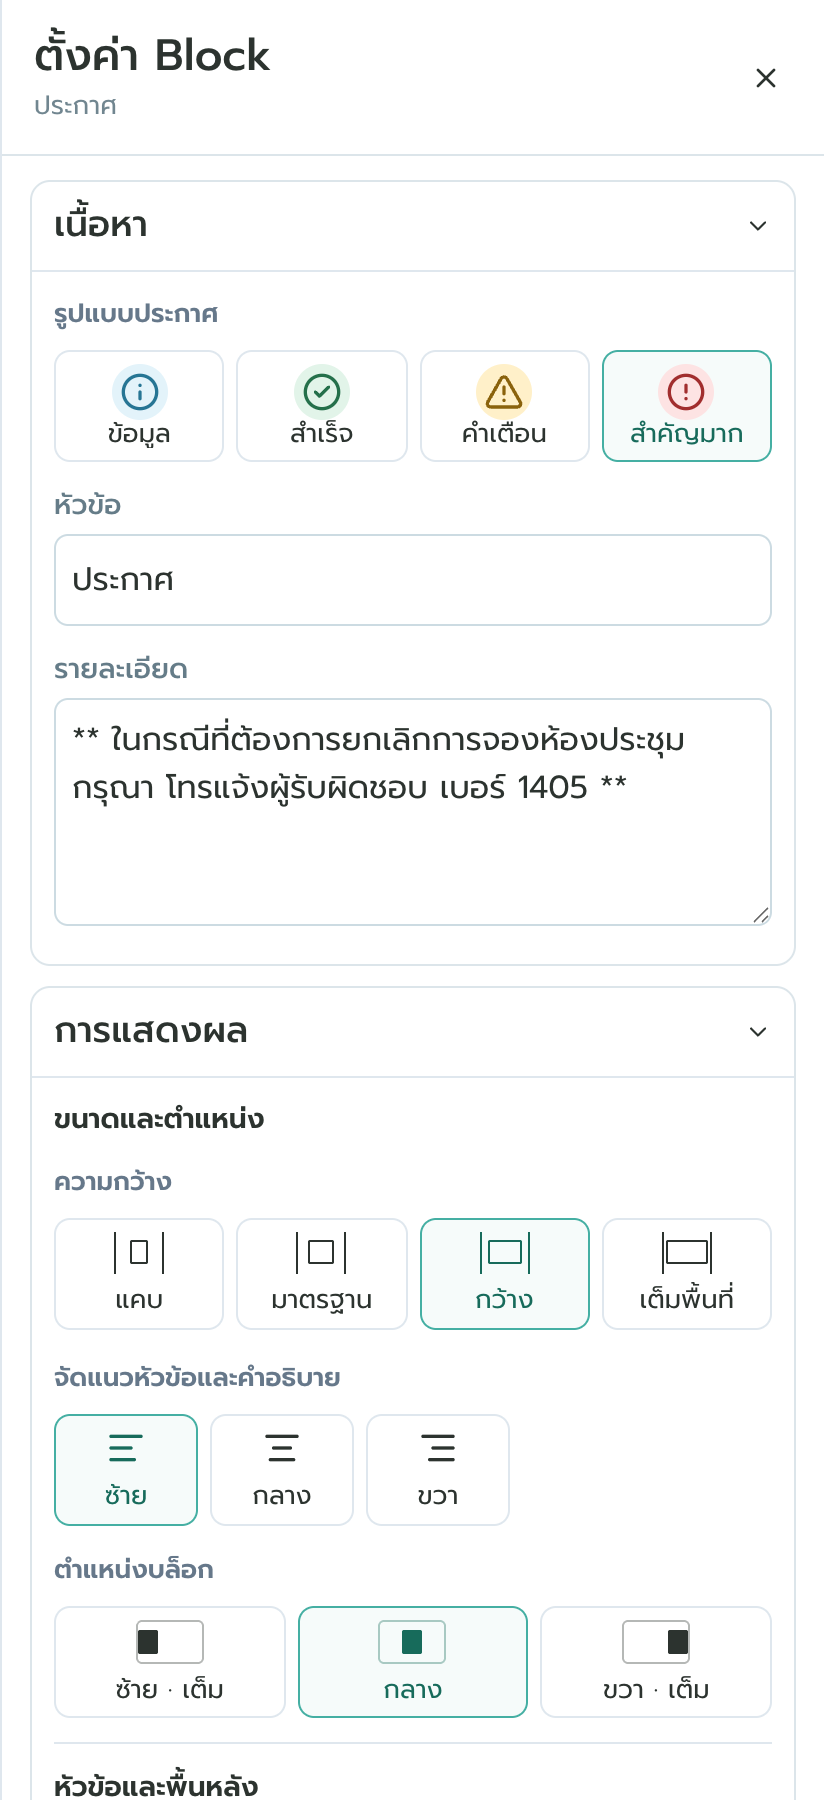 ตั้งค่า Block
ประกาศ
เนื้อหา
รูปแบบประกาศ
ข้อมูล
สำเร็จ
คำเตือน
สำคัญมาก
หัวข้อ
ประกาศ
รายละเอียด
** ในกรณีที่ต้องการยกเลิกการจองห้องประชุม
กรุณา โทรแจ้งผู้รับผิดชอบ เบอร์ 1405 **
การแสดงผล
ขนาดและตำแหน่ง
ความกว้าง
แคบ
มาตรฐาน
กว้าง
เต็มพื้นที่
จัดแนวหัวข้อและคำอธิบาย
ซ้าย
กลาง
ขวา
ตำแหน่งบล็อก
ซ้าย · เต็ม
กลาง
ขวา · เต็ม
หัวข้อและพื้นหลัง